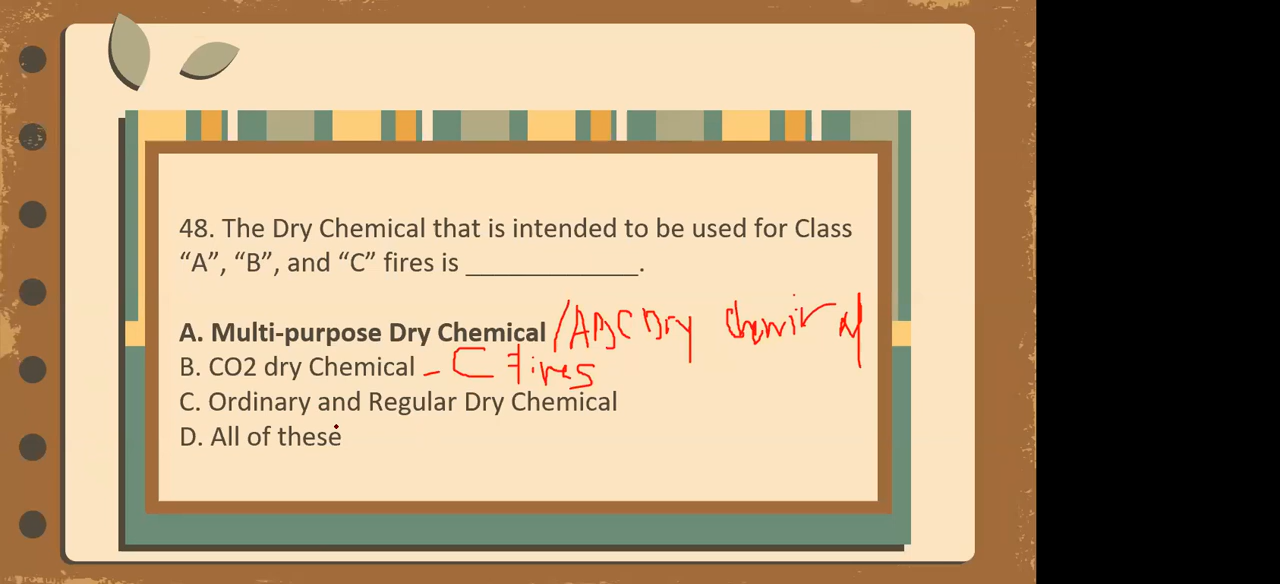 48. The Dry Chemical that is intended to be used for Class
“A”, “B”, and “C” fires is ____________.
A. Multi-purpose Dry Chemical /ABC Dry Chemical
B. CO2 dry Chemical - C Fires
C. Ordinary and Regular Dry Chemical
D. All of these